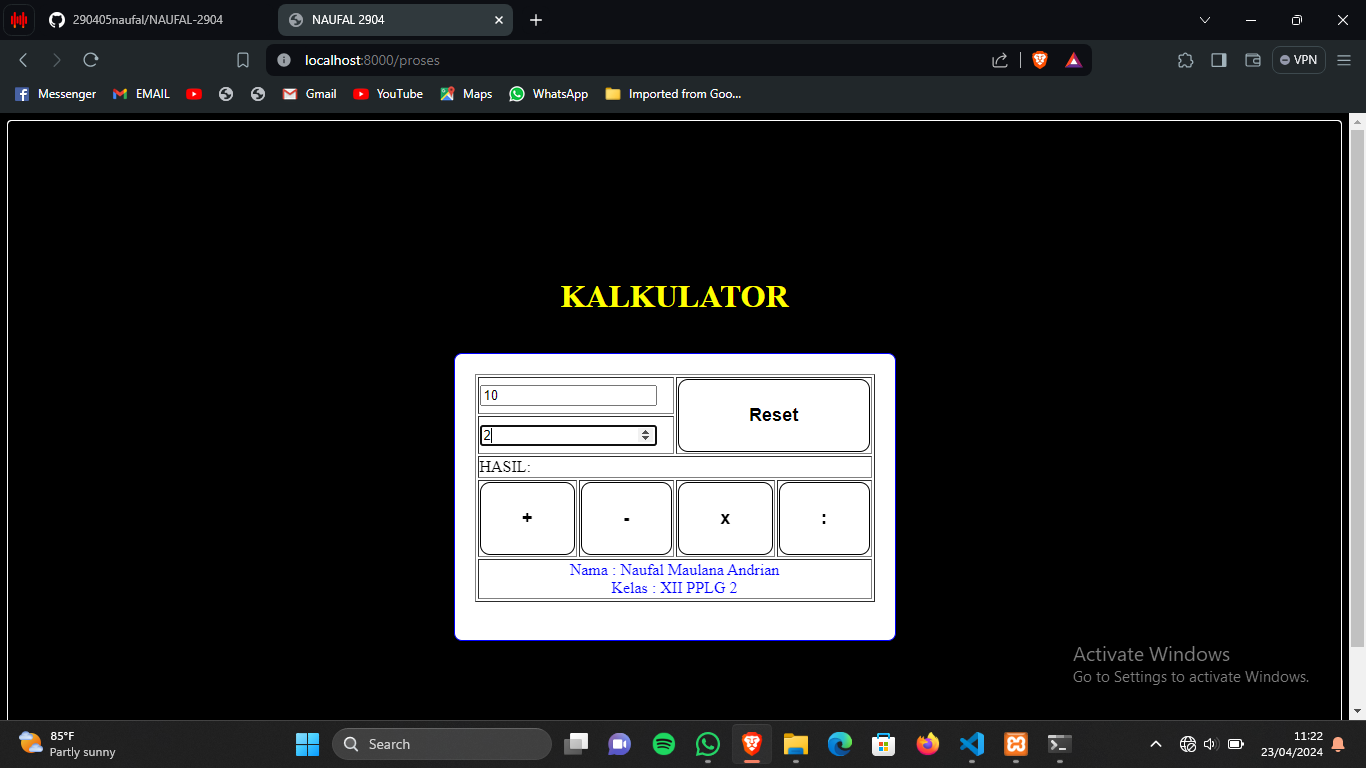 290405naufal/NAUFAL-2904
NAUFAL 2904
localhost:8000/proses
VPN
Messenger
EMAIL
Gmail
YouTube
Maps
WhatsApp
Imported from Goo...
KALKULATOR
10
Reset
2
HASIL:
+ - x :
Nama : Naufal Maulana Andrian
Kelas : XII PPLG 2
Activate Windows
Go to Settings to activate Windows.
85°F
Partly sunny
Search
11:22
23/04/2024